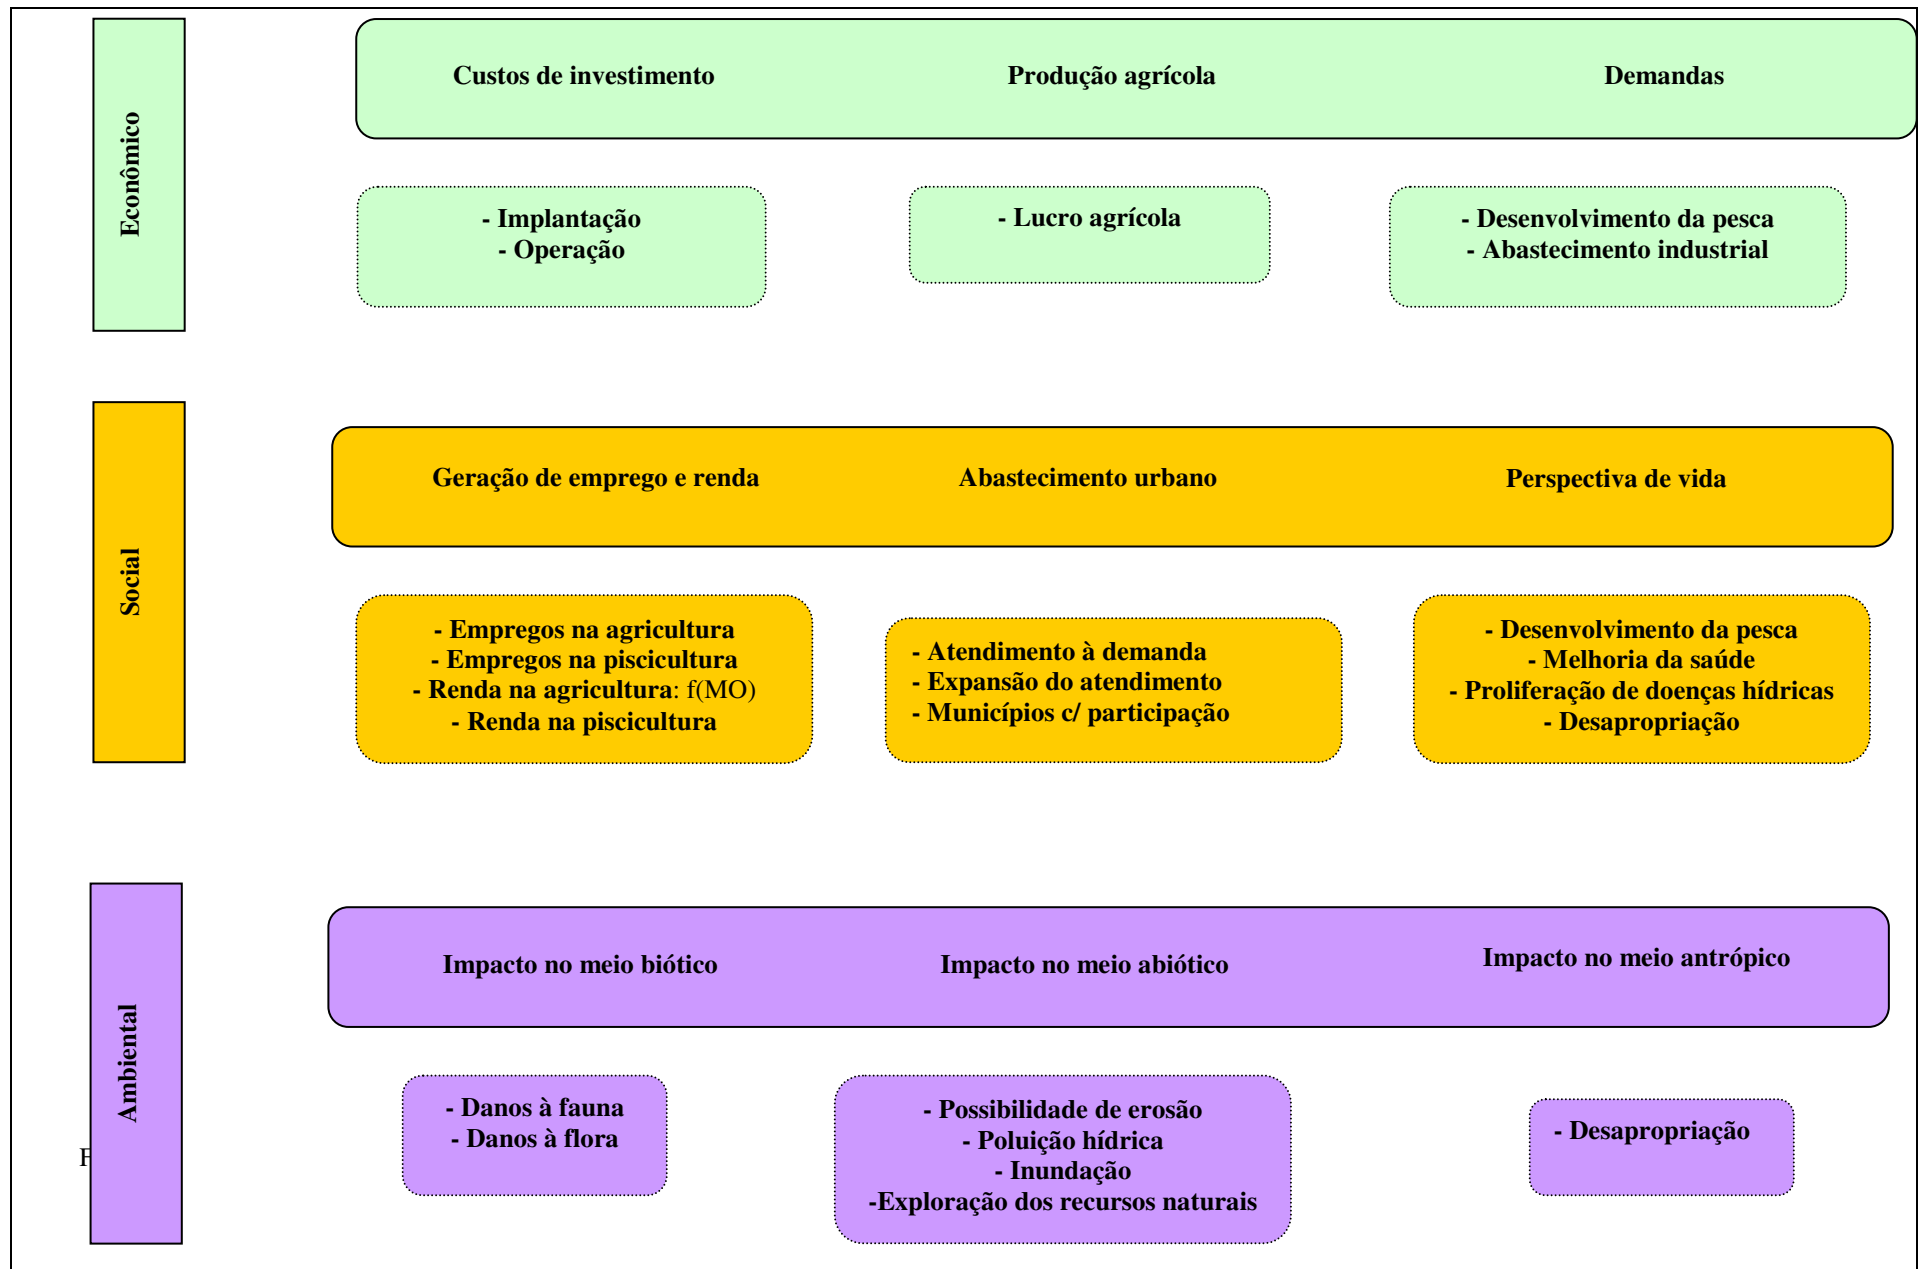 Econômico
Custos de investimento
Produção agrícola
Demandas
- Implantação
- Operação
- Lucro agrícola
- Desenvolvimento da pesca
- Abastecimento industrial
Social
Geração de emprego e renda
Abastecimento urbano
Perspectiva de vida
- Empregos na agricultura
- Empregos na piscicultura
- Renda na agricultura: f(MO)
- Renda na piscicultura
- Atendimento à demanda
- Expansão do atendimento
- Municípios c/ participação
- Desenvolvimento da pesca
- Melhoria da saúde
- Proliferação de doenças hídricas
- Desapropriação
Ambiental
Impacto no meio biótico
Impacto no meio abiótico
Impacto no meio antrópico
- Danos à fauna
- Danos à flora
- Possibilidade de erosão
- Poluição hídrica
- Inundação
-Exploração dos recursos naturais
- Desapropriação